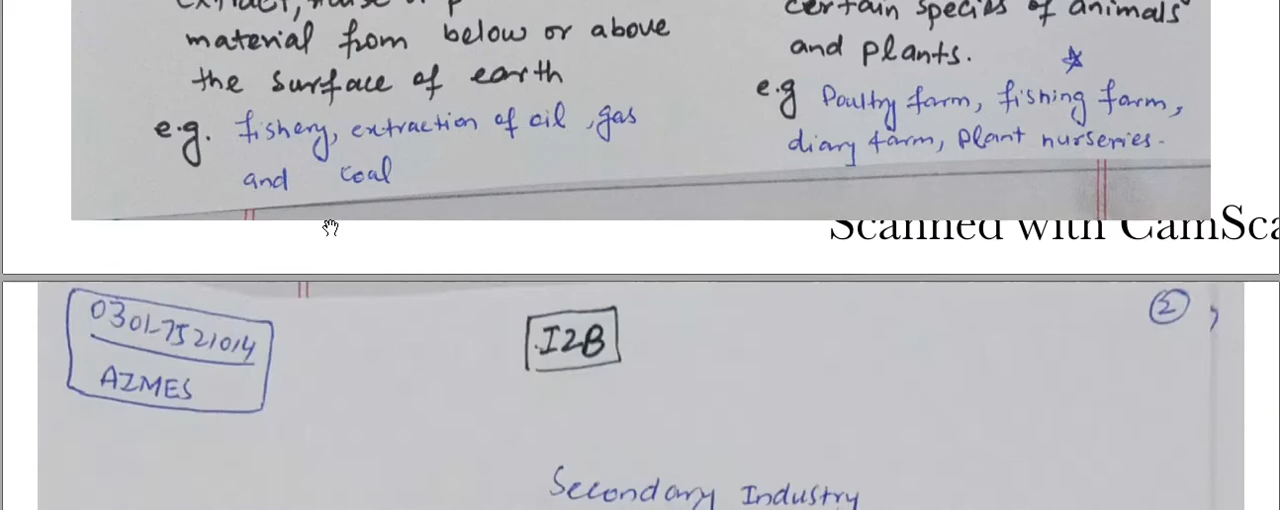 material from below or above
the surface of earth
e.g. fishery, extraction of oil, gas
and coal
certain species of animals
and plants.
e.g Poultry farm, fishing farm,
diary farm, plant nurseries.
Scanned with CamSca
0301-7521014
AZMES
I2B
2
Secondary Industry